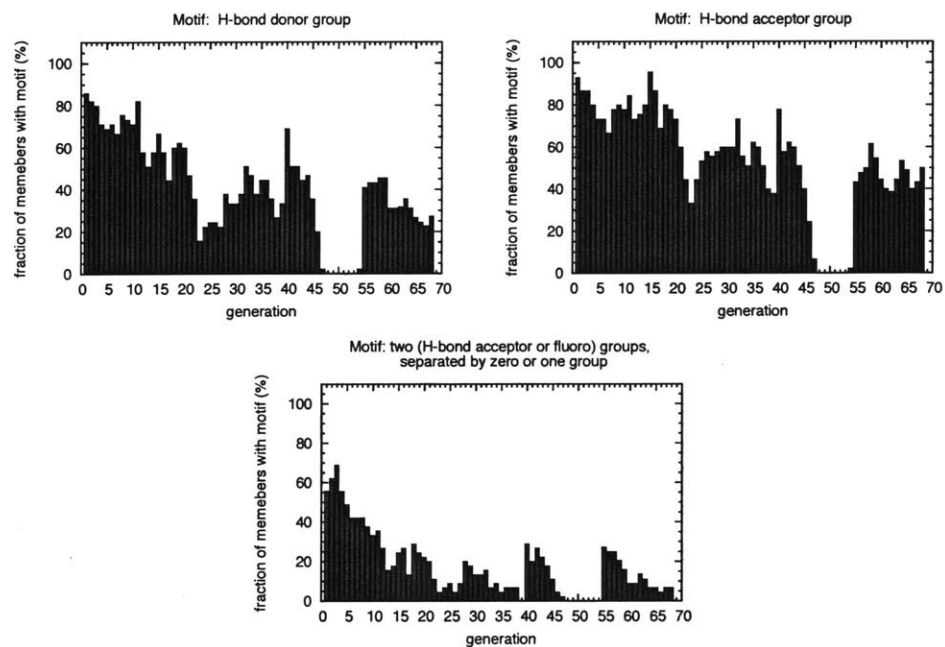 Motif: H-bond donor group
fraction of memebers with motif (%)
100
80
60
40
20
0
0 5 10 15 20 25 30 35 40 45 50 55 60 65 70
generation
Motif: H-bond acceptor group
fraction of memebers with motif (%)
100
80
60
40
20
0
0 5 10 15 20 25 30 35 40 45 50 55 60 65 70
generation
Motif: two (H-bond acceptor or fluoro) groups,
separated by zero or one group
fraction of memebers with motif (%)
100
80
60
40
20
0
0 5 10 15 20 25 30 35 40 45 50 55 60 65 70
generation